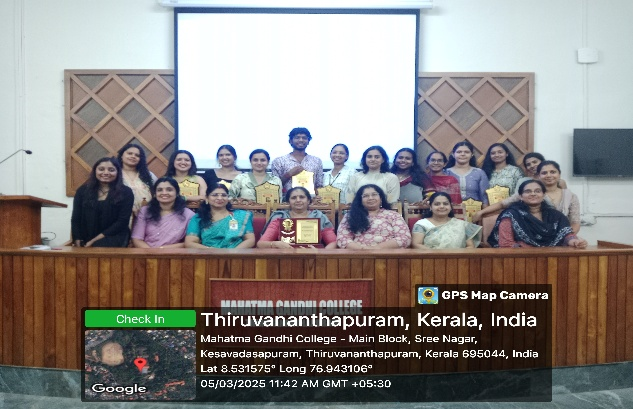 MAHATMA GANDHI COLLEGE
GPS Map Camera
Check In
Thiruvananthapuram, Kerala, India
Mahatma Gandhi College - Main Block, Sree Nagar,
Kesavadasapuram, Thiruvananthapuram, Kerala 695044, India
Lat 8.531575° Long 76.943106°
05/03/2025 11:42 AM GMT +05:30
Google